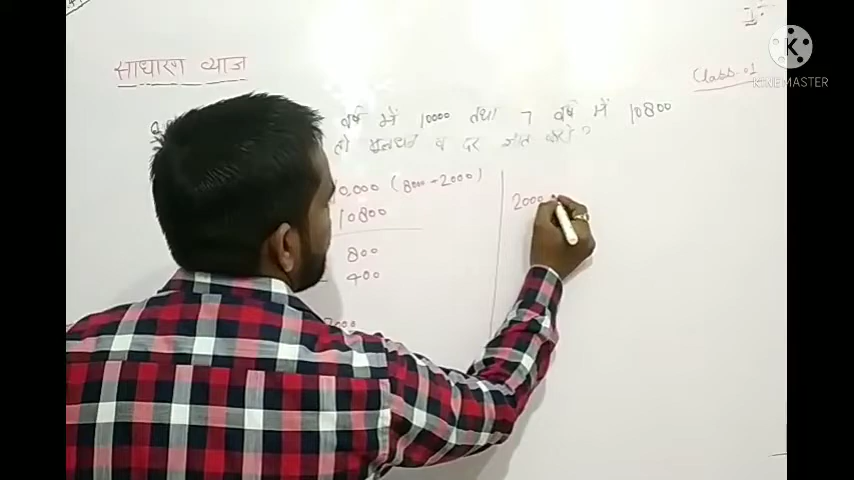 साधारण व्याज
Class-01
K
KINEMASTER
वर्ष में 10000 तथा 7 वर्ष में 10800
तो मुलधन व दर ज्ञात करो?
10,000 (8000-2000)
10800
800
400
2000